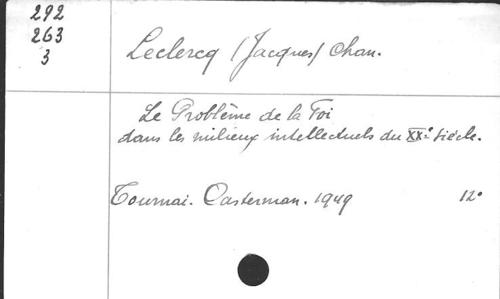 292
263
3
Leclercq (Jacques) Chan.
Le Problème de la Foi
dans les milieux intellectuels du XXe siècle.
Tournai. Casterman. 1949 12°